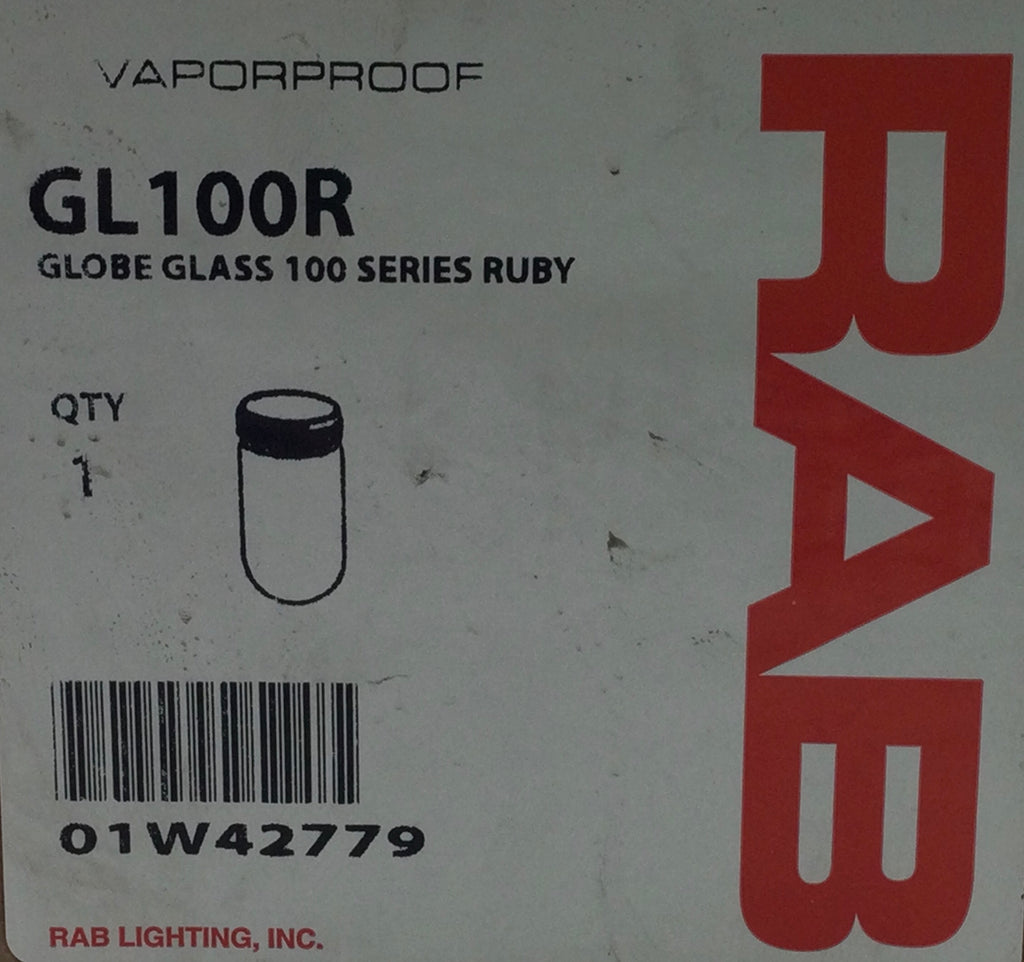 VAPORPROOF
GL100R
GLOBE GLASS 100 SERIES RUBY
QTY
1
01W42779
RAB LIGHTING, INC.
RAB